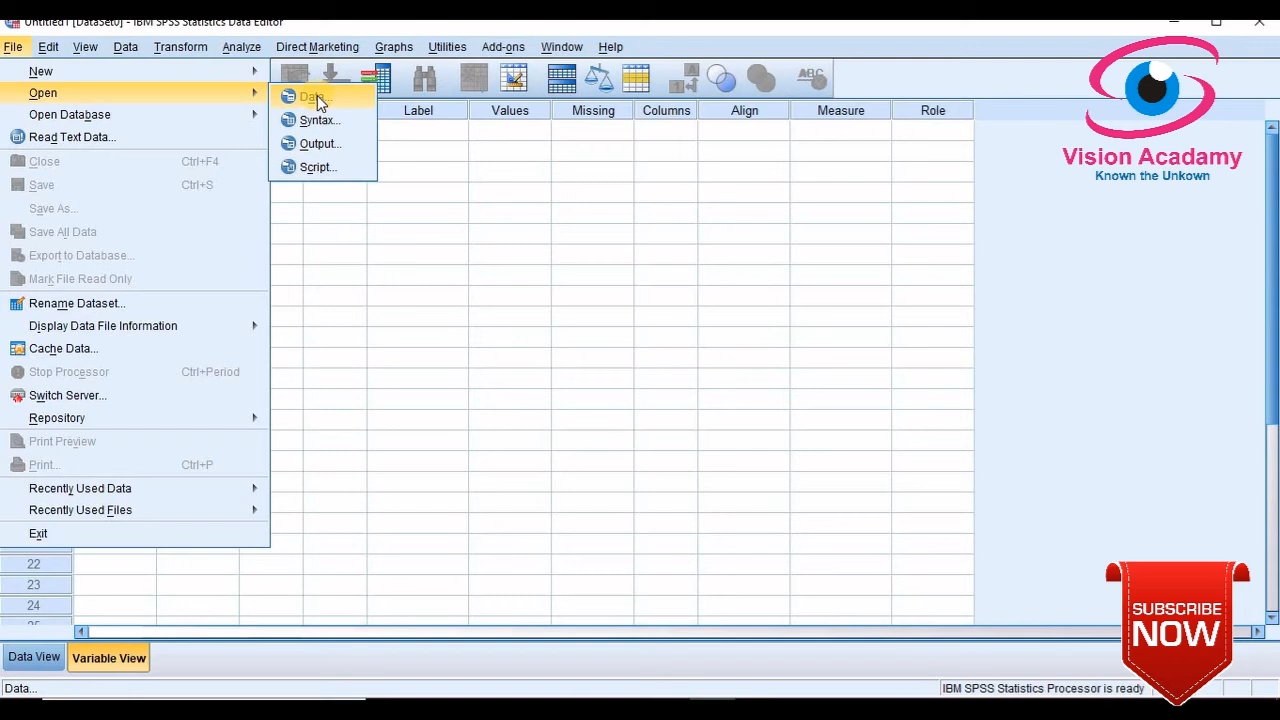 Untitled1 [DataSet0] - IBM SPSS Statistics Data Editor
File Edit View Data Transform Analyze Direct Marketing Graphs Utilities Add-ons Window Help
New
Open
Open Database
Read Text Data...
Close Ctrl+F4
Save Ctrl+S
Save As...
Save All Data
Export to Database...
Mark File Read Only
Rename Dataset...
Display Data File Information
Cache Data...
Stop Processor Ctrl+Period
Switch Server...
Repository
Print Preview
Print... Ctrl+P
Recently Used Data
Recently Used Files
Exit
Data...
Syntax...
Output...
Script...
ABC
Label Values Missing Columns Align Measure Role
22
23
24
25
Data View Variable View
Data...
IBM SPSS Statistics Processor is ready
Vision Acadamy
Known the Unkown
SUBSCRIBE
NOW